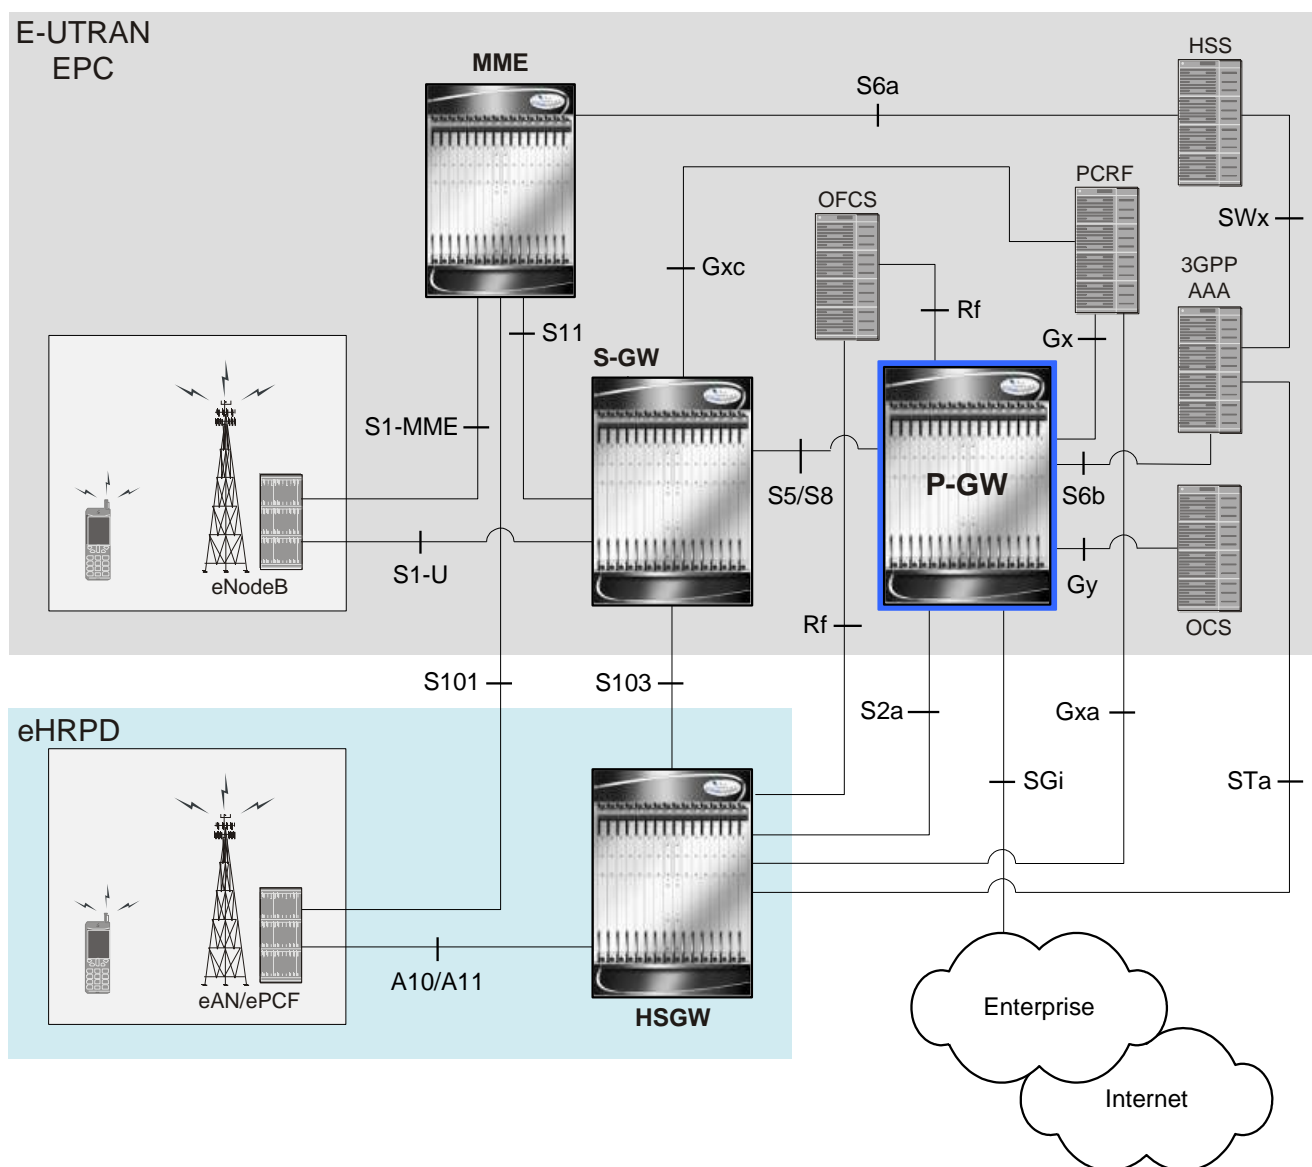 E-UTRAN
EPC
MME
HSS
S6a
PCRF
OFCS
SWx
Gxc
3GPP
AAA
Rf
S11
Gx
S-GW
S1-MME
P-GW
S5/S8
S6b
S1-U
eNodeB
Gy
Rf
OCS
S101
S103
S2a
Gxa
eHRPD
SGi
STa
A10/A11
eAN/ePCF
HSGW
Enterprise
Internet